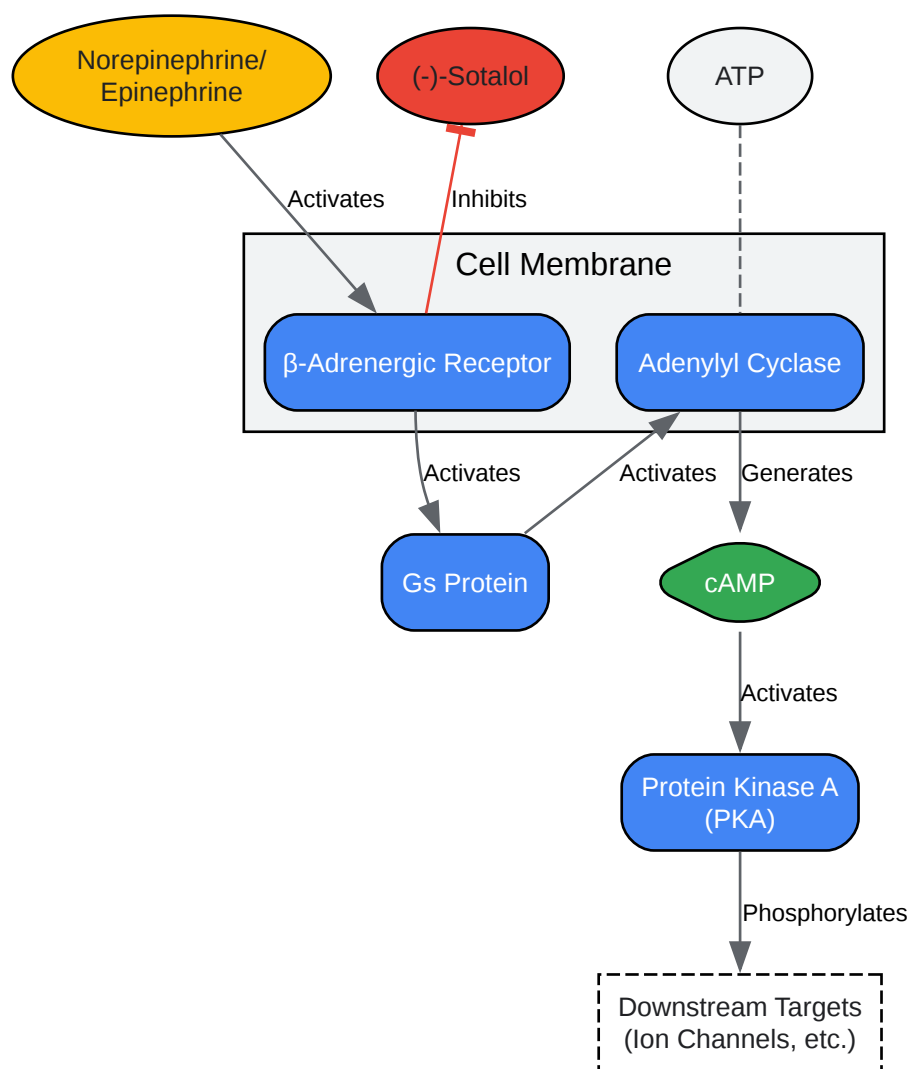 Norepinephrine/
Epinephrine
(-)-Sotalol
ATP
Activates
Inhibits
Cell Membrane
β-Adrenergic Receptor
Adenylyl Cyclase
Activates
Activates
Generates
Gs Protein
cAMP
Activates
Protein Kinase A
(PKA)
Phosphorylates
Downstream Targets
(Ion Channels, etc.)